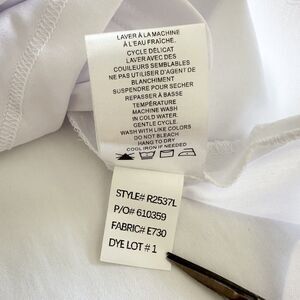 LAVER À LA MACHINE
À L'EAU FRAÎCHE.
CYCLE DÉLICAT
LAVER AVEC DES
COULEURS SEMBLABLES
NE PAS UTILISER D'AGENT DE
BLANCHIMENT
SUSPENDRE POUR SÉCHER
REPASSER À BASSE
TEMPÉRATURE
MACHINE WASH
IN COLD WATER.
GENTLE CYCLE.
WASH WITH LIKE COLORS
DO NOT BLEACH
HANG TO DRY
COOL IRON IF NEEDED
STYLE# R2537L
P/O# 610359
FABRIC# E730
DYE LOT # 1